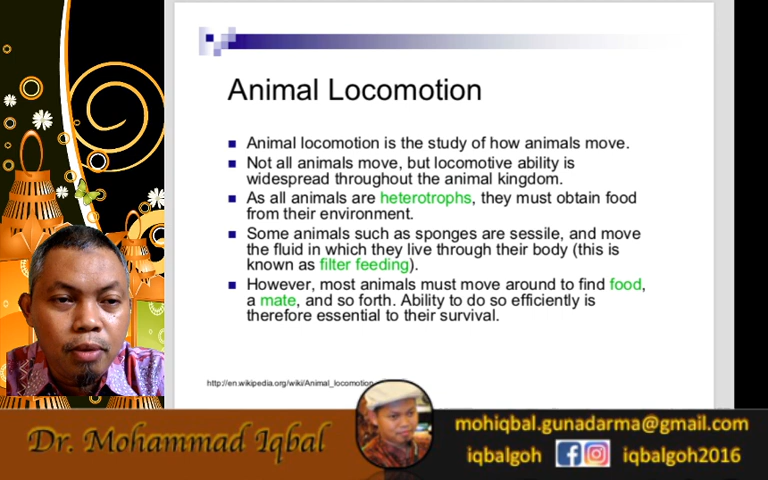 Animal Locomotion
Animal locomotion is the study of how animals move.
Not all animals move, but locomotive ability is
widespread throughout the animal kingdom.
As all animals are heterotrophs, they must obtain food
from their environment.
Some animals such as sponges are sessile, and move
the fluid in which they live through their body (this is
known as filter feeding).
However, most animals must move around to find food,
a mate, and so forth. Ability to do so efficiently is
therefore essential to their survival.
http://en.wikipedia.org/wiki/Animal_locomotion
Dr. Mohammad Iqbal
mohiqbal.gunadarma@gmail.com
iqbalgoh
iqbalgoh2016